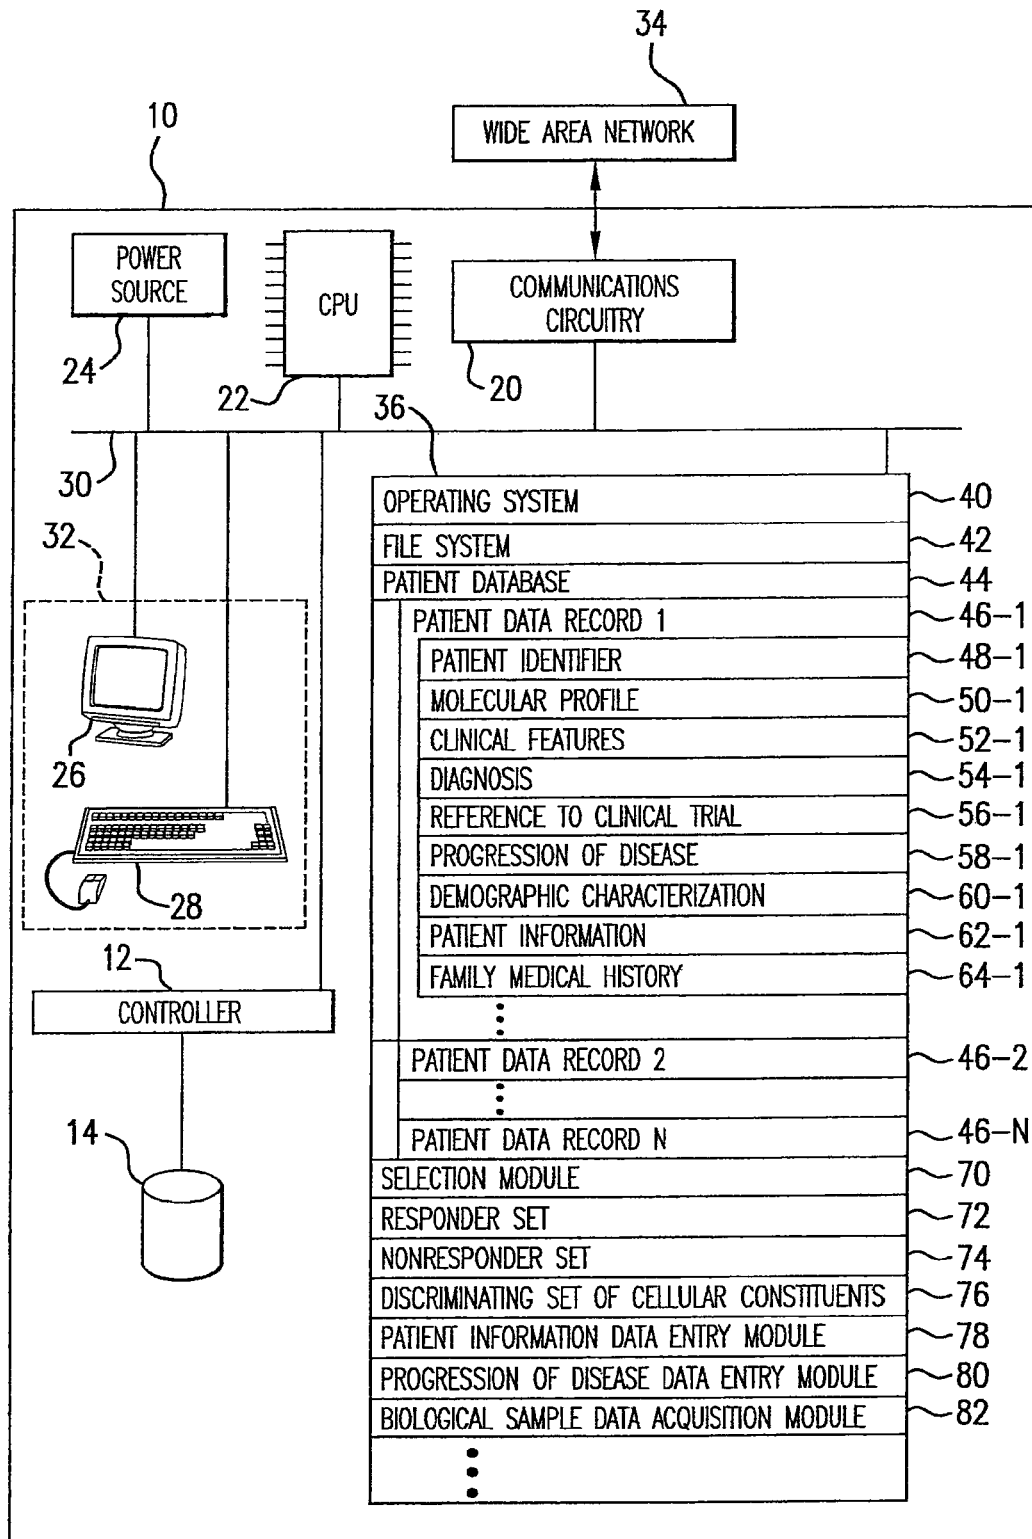 34
WIDE AREA NETWORK
10
POWER
SOURCE
24
CPU
22
COMMUNICATIONS
CIRCUITRY
20
30
36
32
26
28
12
CONTROLLER
14
OPERATING SYSTEM 40
FILE SYSTEM 42
PATIENT DATABASE 44
PATIENT DATA RECORD 1 46-1
PATIENT IDENTIFIER 48-1
MOLECULAR PROFILE 50-1
CLINICAL FEATURES 52-1
DIAGNOSIS 54-1
REFERENCE TO CLINICAL TRIAL 56-1
PROGRESSION OF DISEASE 58-1
DEMOGRAPHIC CHARACTERIZATION 60-1
PATIENT INFORMATION 62-1
FAMILY MEDICAL HISTORY 64-1
PATIENT DATA RECORD 2 46-2
PATIENT DATA RECORD N 46-N
SELECTION MODULE 70
RESPONDER SET 72
NONRESPONDER SET 74
DISCRIMINATING SET OF CELLULAR CONSTITUENTS 76
PATIENT INFORMATION DATA ENTRY MODULE 78
PROGRESSION OF DISEASE DATA ENTRY MODULE 80
BIOLOGICAL SAMPLE DATA ACQUISITION MODULE 82